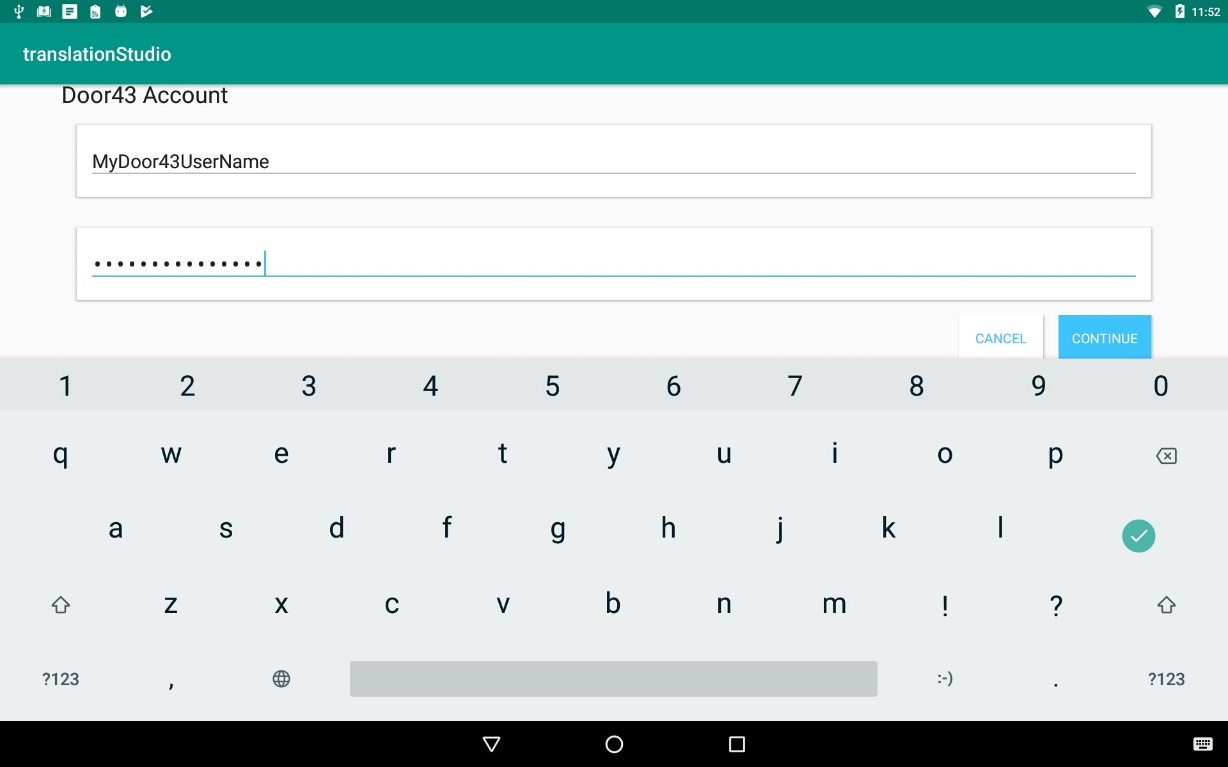 11:52
translationStudio
Door43 Account
MyDoor43UserName
•••••••••••••••
CANCEL CONTINUE
1 2 3 4 5 6 7 8 9 0
q w e r t y u i o p
a s d f g h j k l
z x c v b n m ! ?
?123 , :-) . ?123